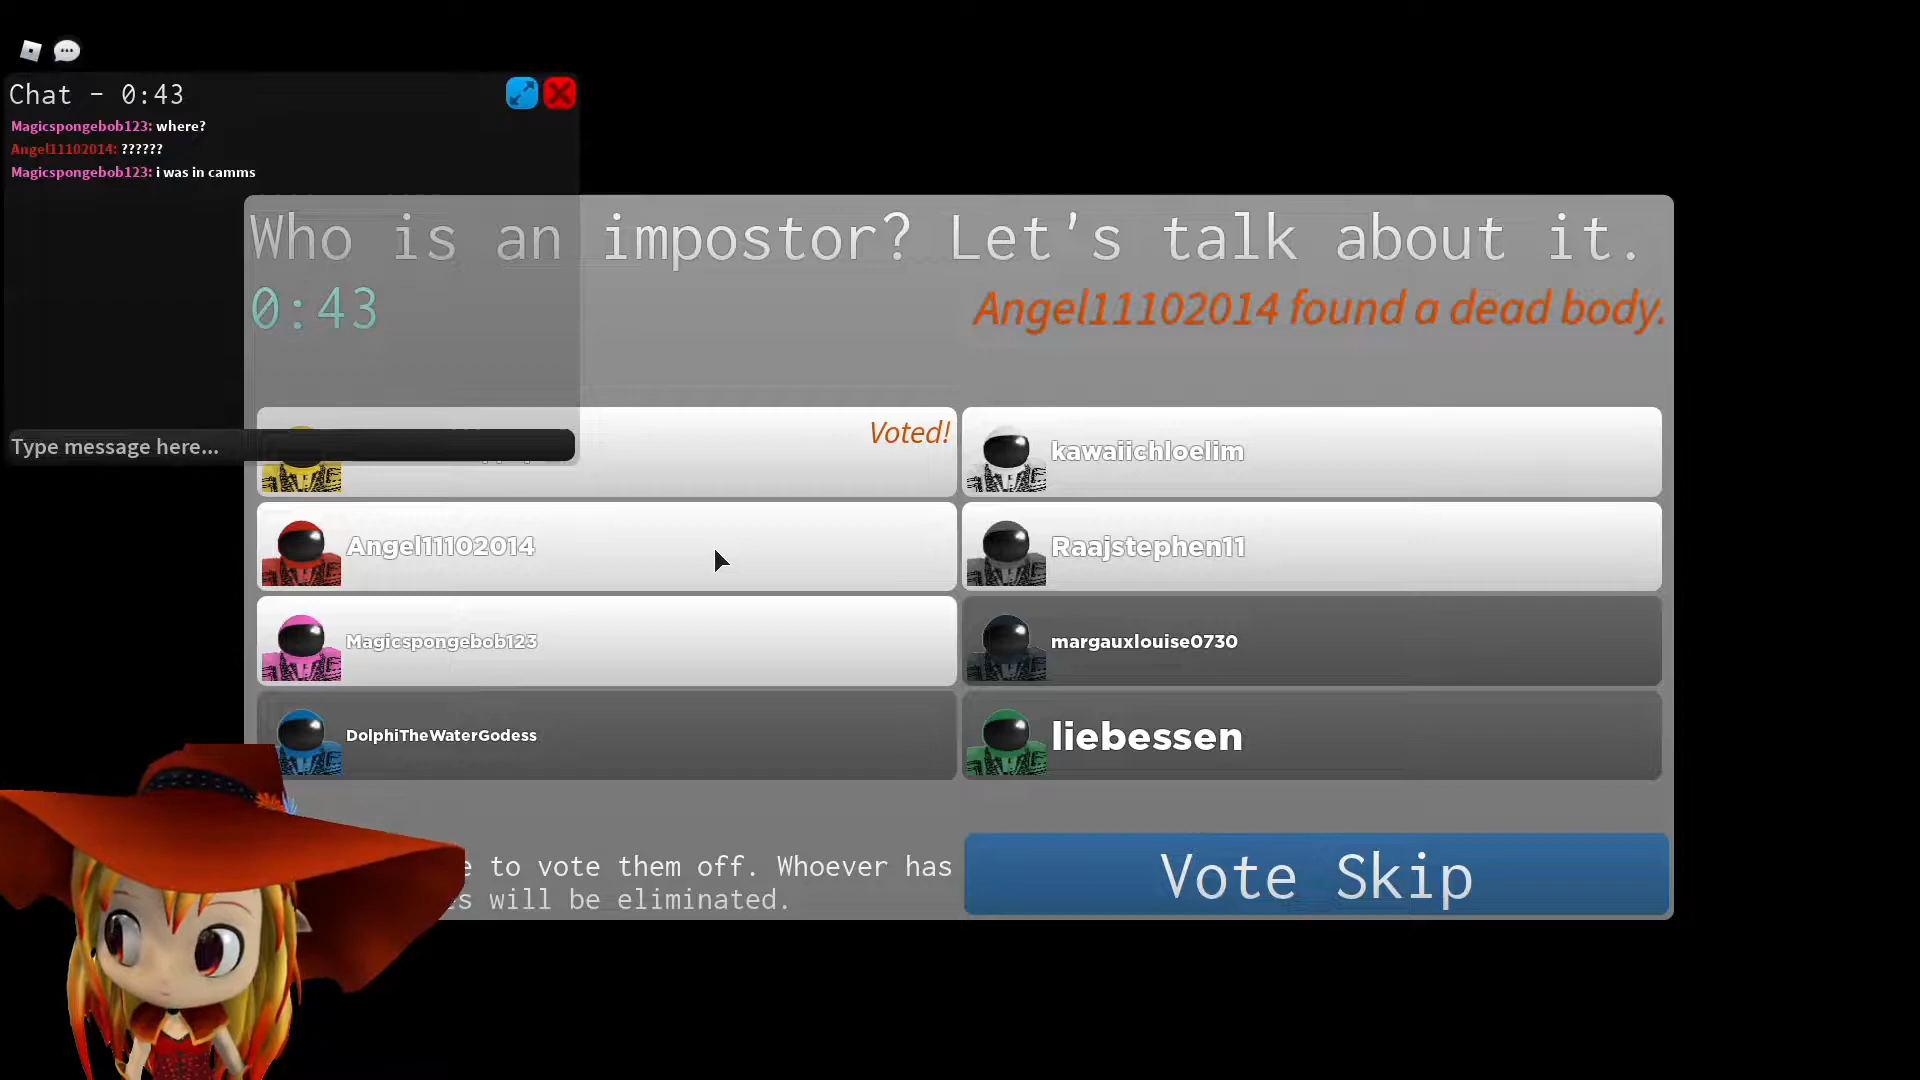 Chat - 0:43
Magicspongebob123: where?
Angel11102014: ??????
Magicspongebob123: i was in camms
Type message here...
Who is an impostor? Let's talk about it.
0:43
Angel11102014 found a dead body.
Voted!
kawaiichloelim
Angel11102014
Raajstephen11
Magicspongebob123
margauxlouise0730
DolphiTheWaterGodess
liebessen
to vote them off. Whoever has
will be eliminated.
Vote Skip